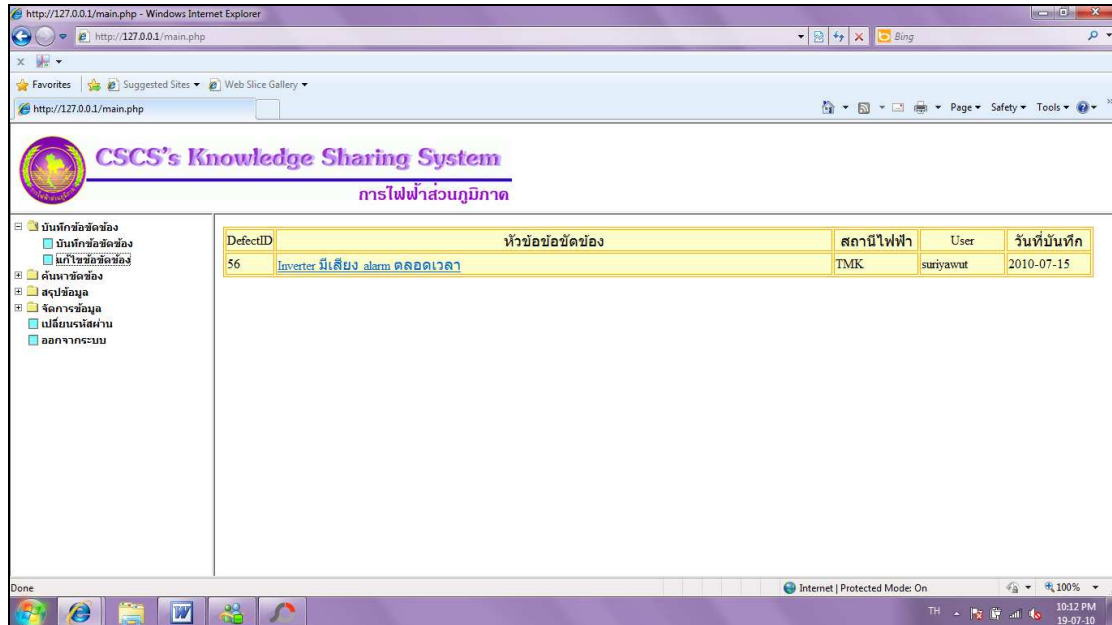 http://127.0.0.1/main.php - Windows Internet Explorer
http://127.0.0.1/main.php
Bing
Favorites Suggested Sites Web Slice Gallery
http://127.0.0.1/main.php Page Safety Tools
CSCS's Knowledge Sharing System
การไฟฟ้าส่วนภูมิภาค
บันทึกข้อขัดข้อง
บันทึกข้อขัดข้อง
แก้ไขข้อขัดข้อง
ค้นหาขัดข้อง
สรุปข้อมูล
จัดการข้อมูล
เปลี่ยนรหัสผ่าน
ออกจากระบบ
DefectID หัวข้อข้อขัดข้อง สถานีไฟฟ้า User วันที่บันทึก
56 Inverter มีเสียง alarm ตลอดเวลา TMK suriyawut 2010-07-15
Done Internet | Protected Mode: On 100%
TH 10:12 PM
19-07-10